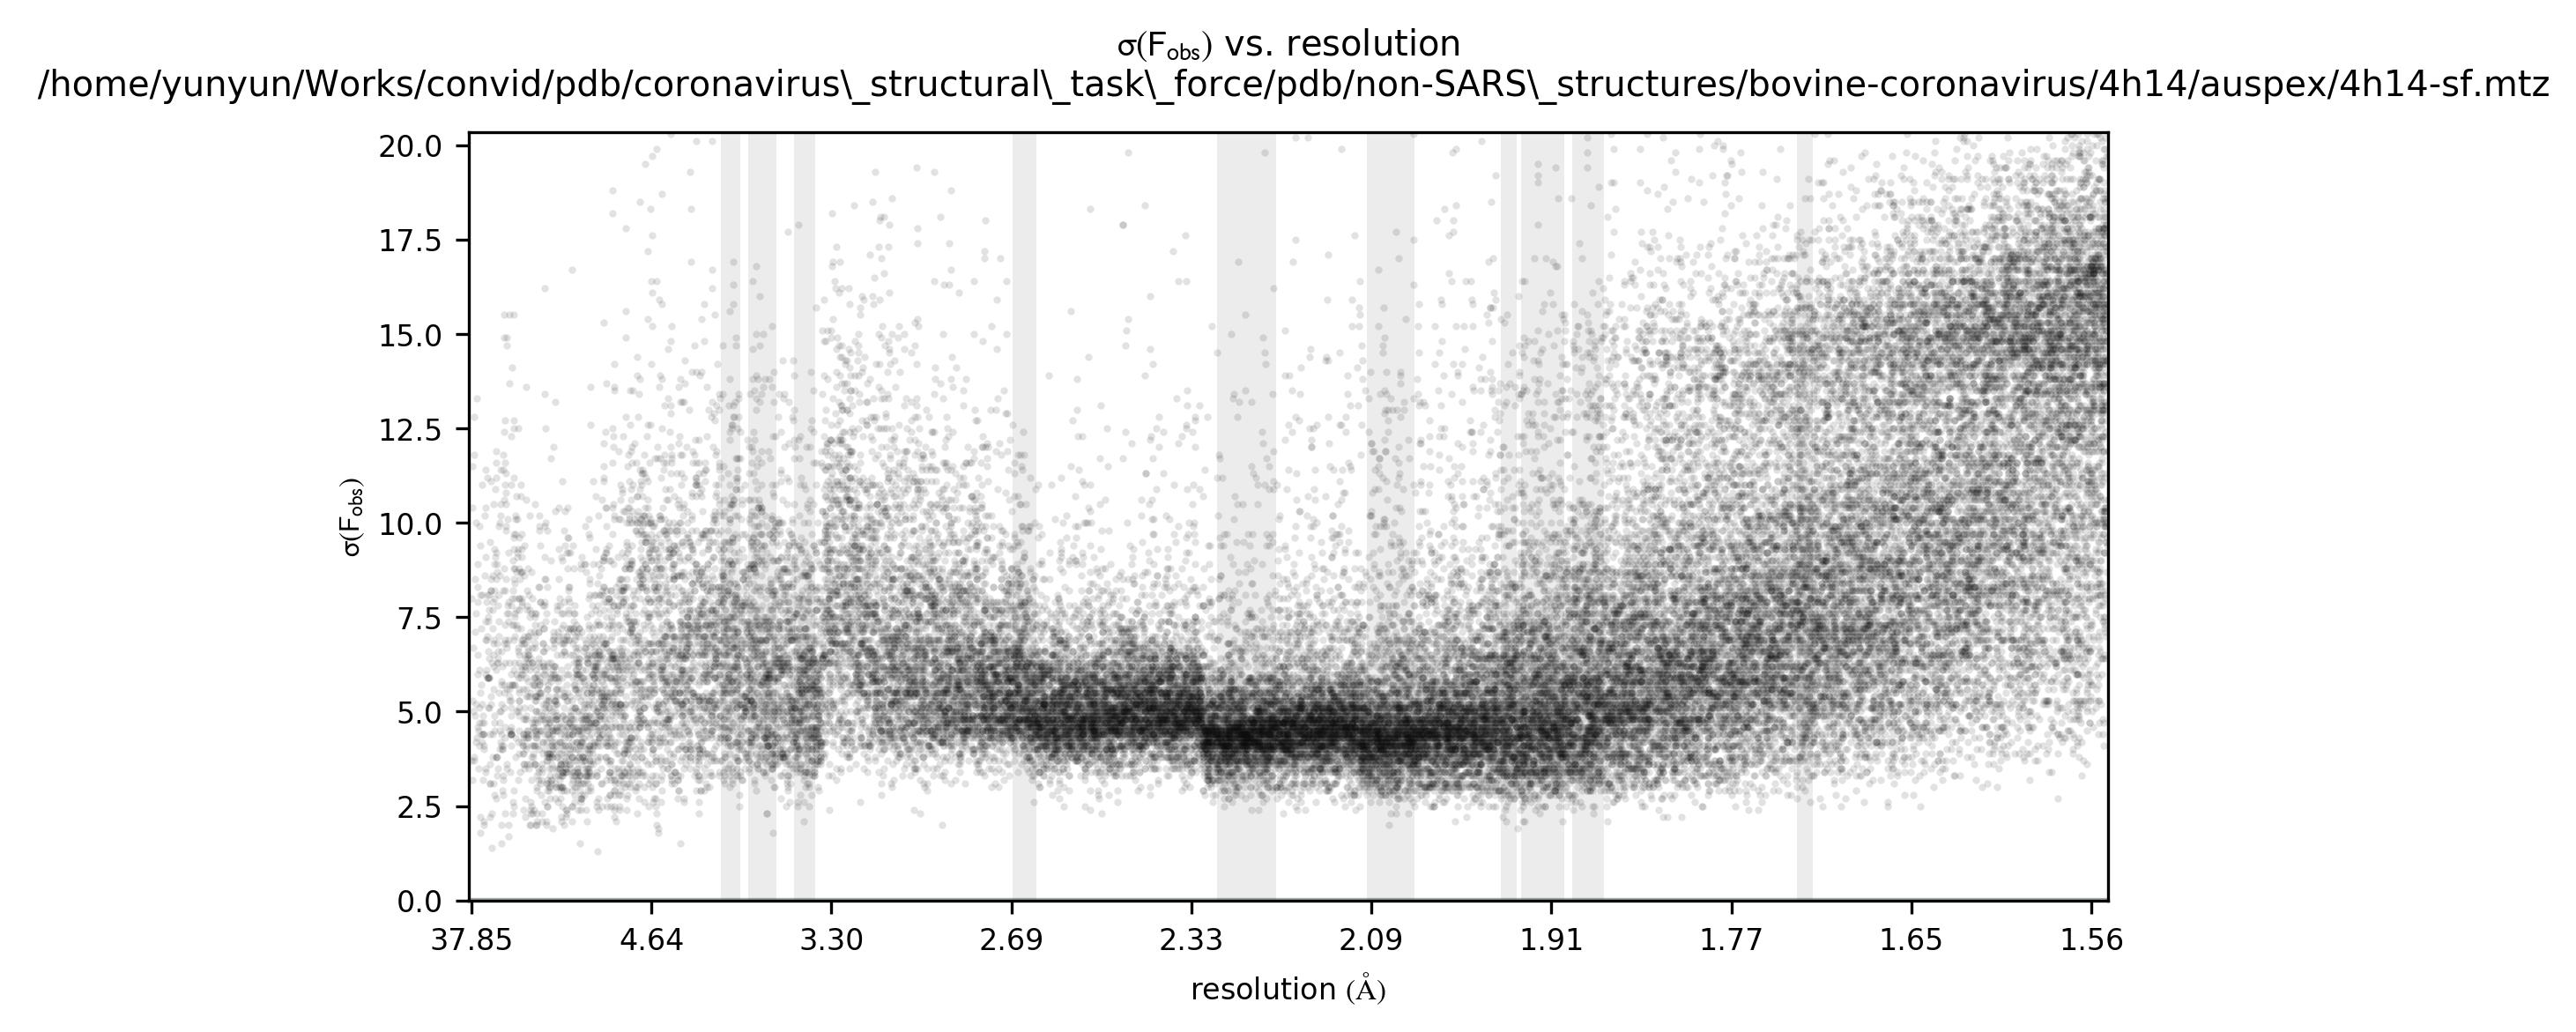 σ(Fobs) vs. resolution
/home/yunyun/Works/convid/pdb/coronavirus\_structural\_task\_force/pdb/non-SARS\_structures/bovine-coronavirus/4h14/auspex/4h14-sf.mtz
20.0
17.5
15.0
12.5
10.0
7.5
5.0
2.5
0.0
σ(Fobs)
37.85 4.64 3.30 2.69 2.33 2.09 1.91 1.77 1.65 1.56
resolution (Å)